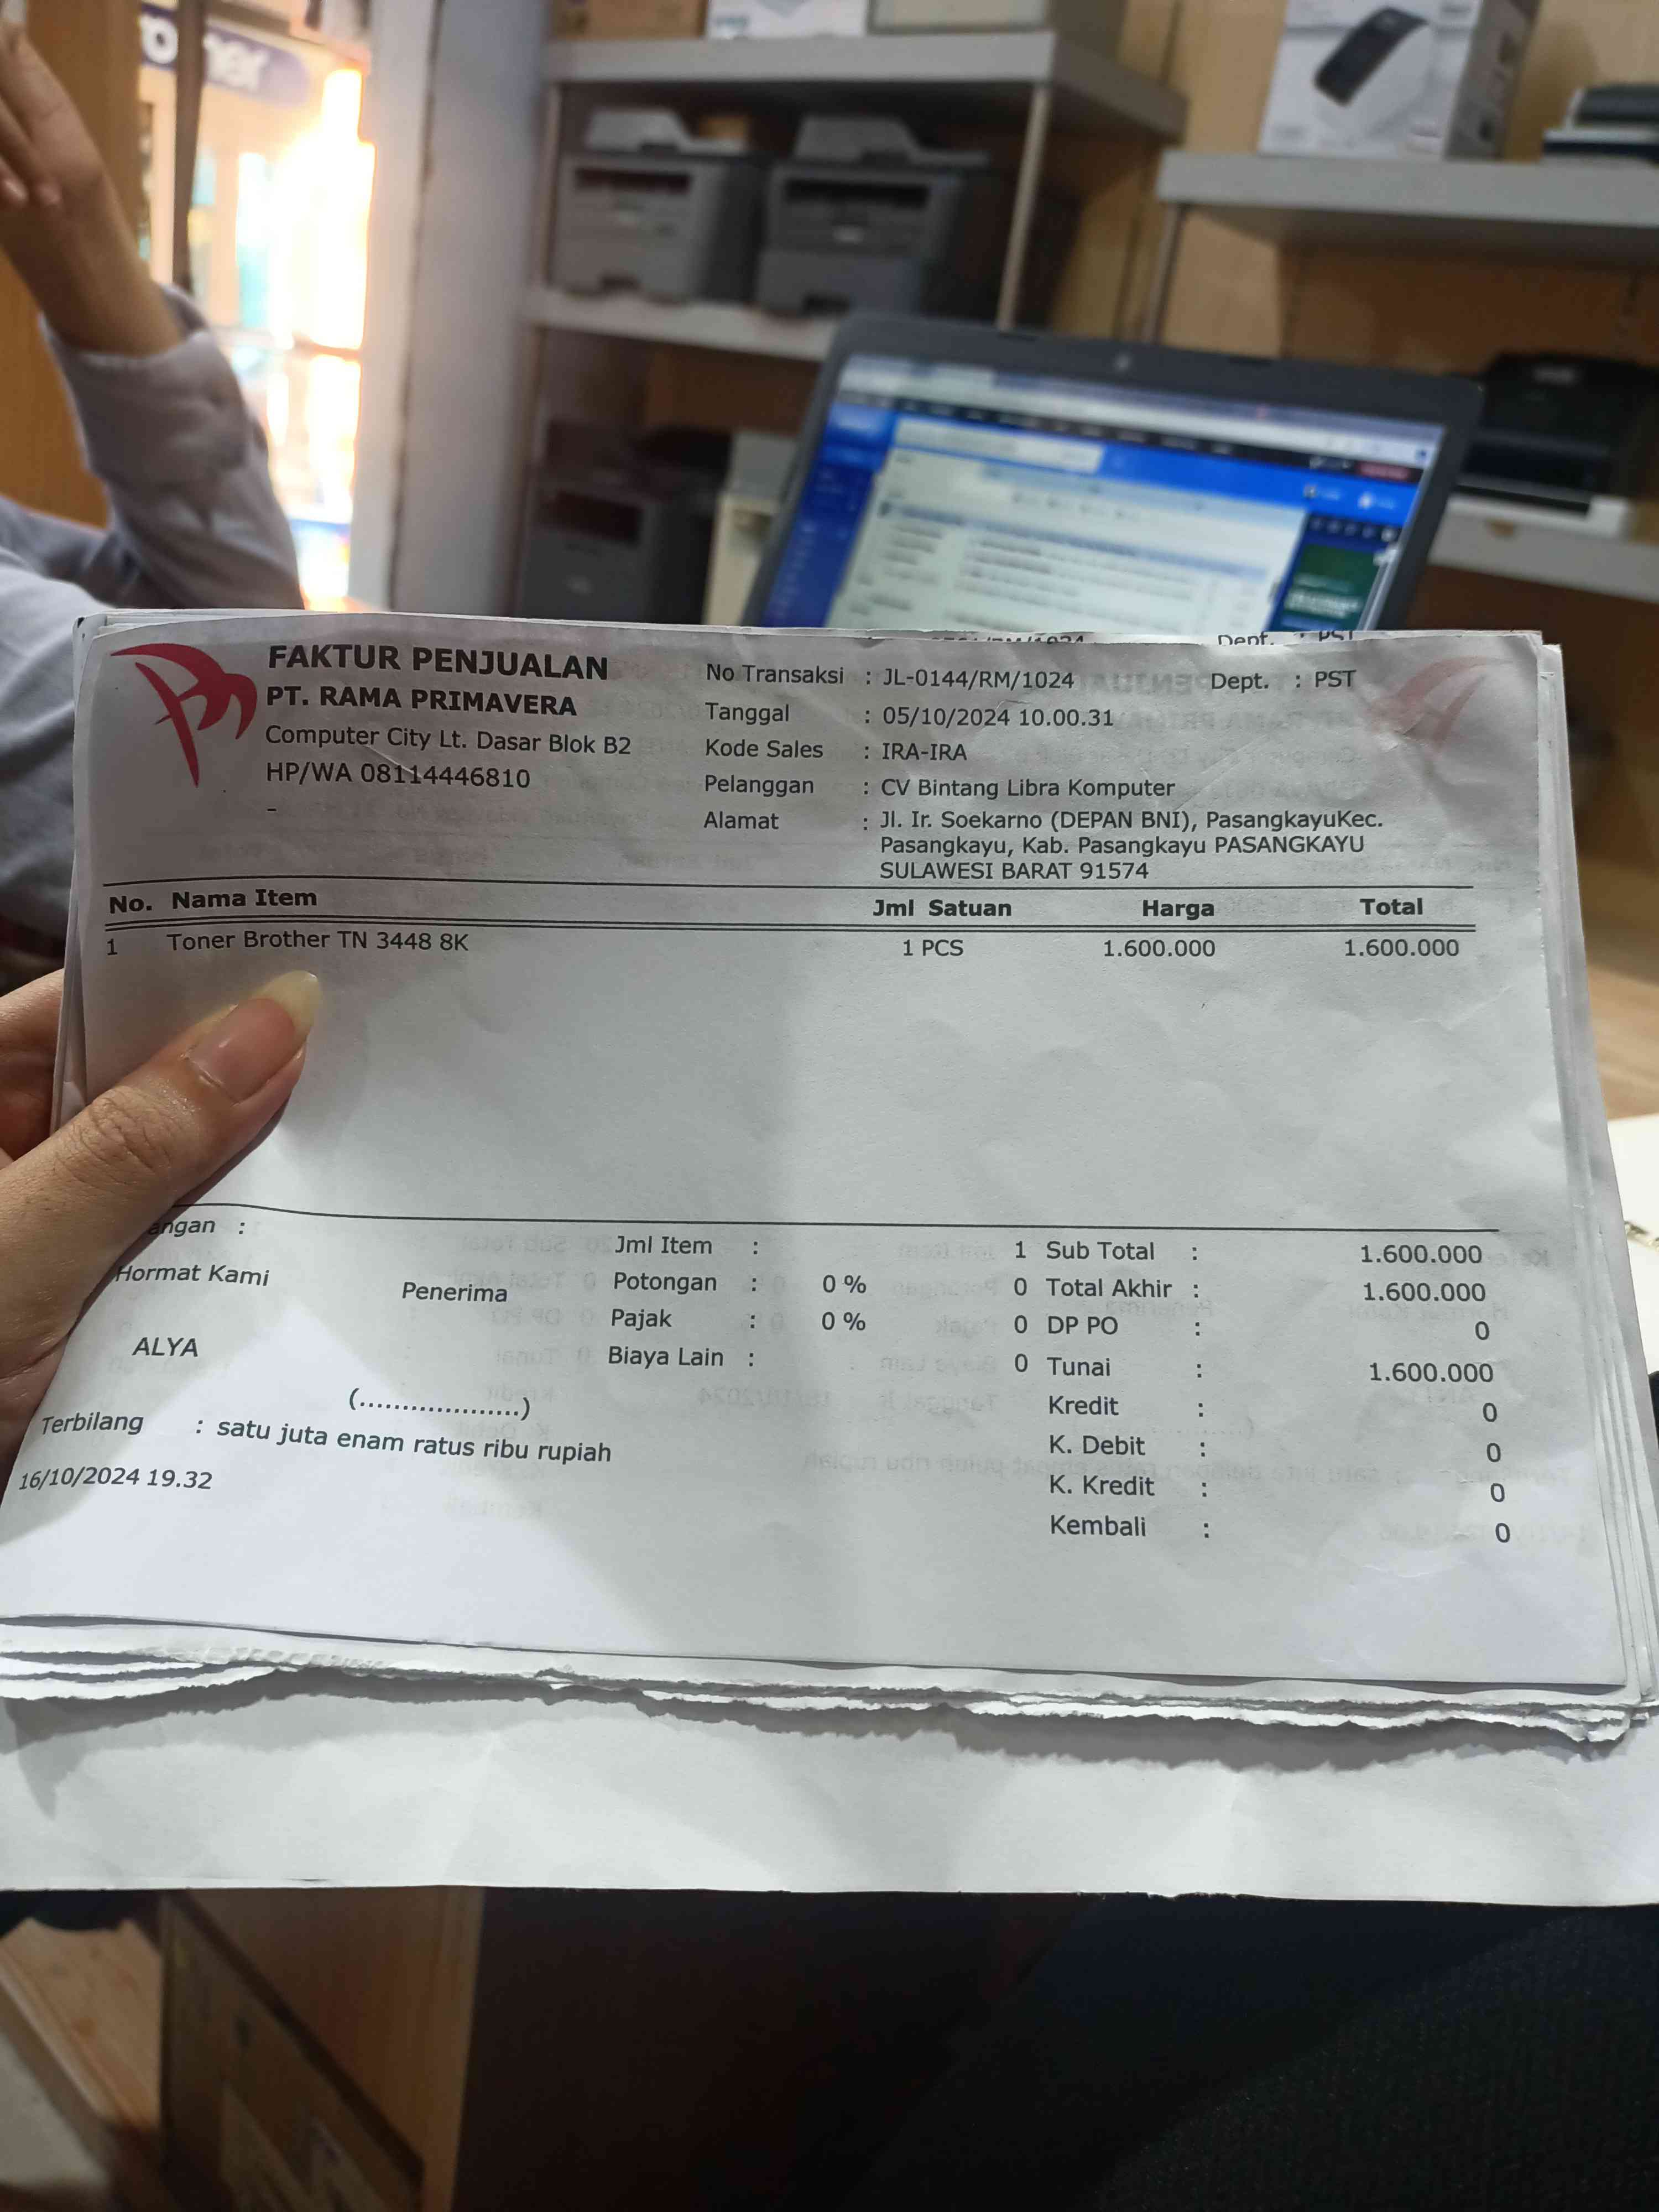 FAKTUR PENJUALAN
PT. RAMA PRIMAVERA
Computer City Lt. Dasar Blok B2
HP/WA 08114446810
-
Dept. : PST
No Transaksi : JL-0144/RM/1024 Dept. : PST
Tanggal : 05/10/2024 10.00.31
Kode Sales : IRA-IRA
Pelanggan : CV Bintang Libra Komputer
Alamat : Jl. Ir. Soekarno (DEPAN BNI), PasangkayuKec.
Pasangkayu, Kab. Pasangkayu PASANGKAYU
SULAWESI BARAT 91574
No. Nama Item Jml Satuan Harga Total
1 Toner Brother TN 3448 8K 1 PCS 1.600.000 1.600.000
angan :
Hormat Kami
Penerima
ALYA
(...................)
Jml Item : 1
Potongan : 0 % 0
Pajak : 0 % 0
Biaya Lain : 0
Sub Total : 1.600.000
Total Akhir : 1.600.000
DP PO : 0
Tunai : 1.600.000
Kredit : 0
K. Debit : 0
K. Kredit : 0
Kembali : 0
Terbilang : satu juta enam ratus ribu rupiah
16/10/2024 19.32